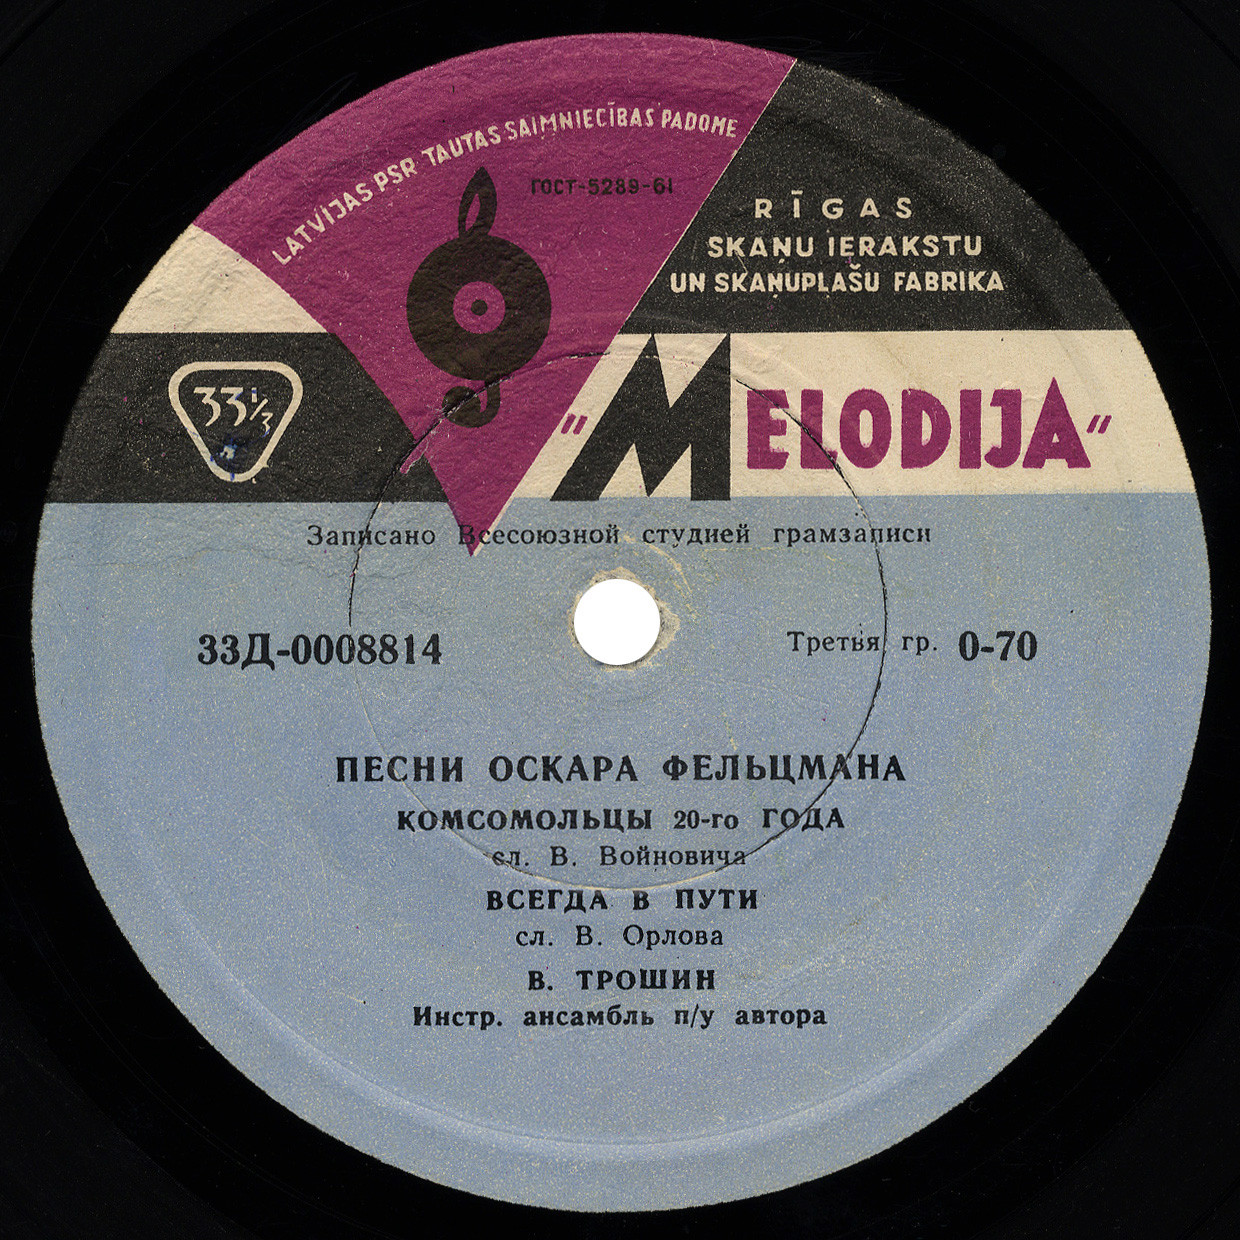 LATVIJAS PSR TAUTAS SAIMNIECĪBAS PADOME
ГОСТ-5289-61
RĪGAS
SKAŅU IERAKSTU
UN SKAŅUPLAŠU FABRIKA
33 1/3
"MELODIJA"
Записано Всесоюзной студией грамзаписи
33Д-0008814
Третья гр. 0-70
ПЕСНИ ОСКАРА ФЕЛЬЦМАНА
КОМСОМОЛЬЦЫ 20-го ГОДА
сл. В. Войновича
ВСЕГДА В ПУТИ
сл. В. Орлова
В. ТРОШИН
Инстр. ансамбль п/у автора